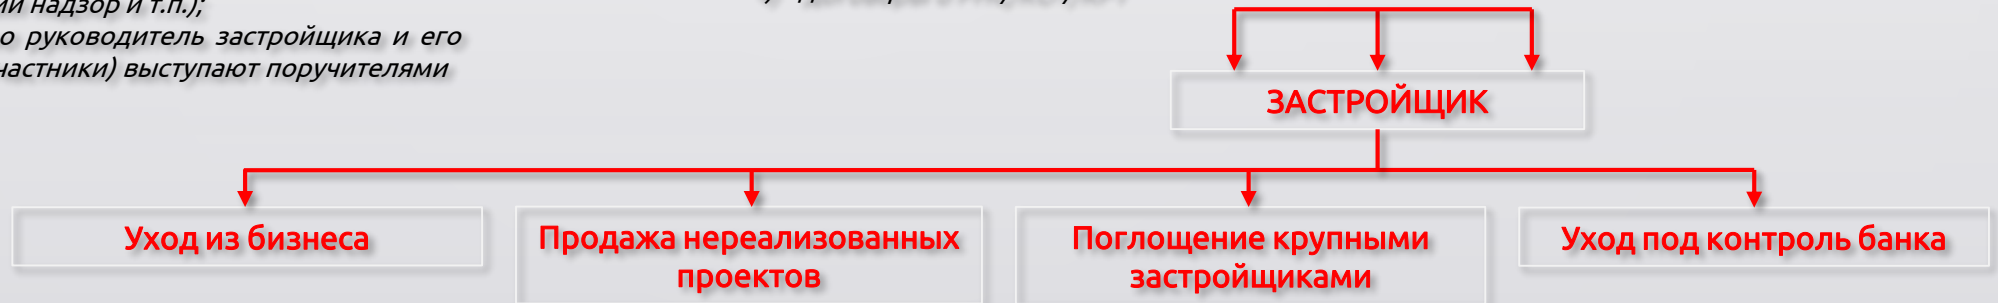 ий надзор и т.п.);
о руководитель застройщика и его
частники) выступают поручителями
ЗАСТРОЙЩИК
Уход из бизнеса
Продажа нереализованных
проектов
Поглощение крупными
застройщиками
Уход под контроль банка